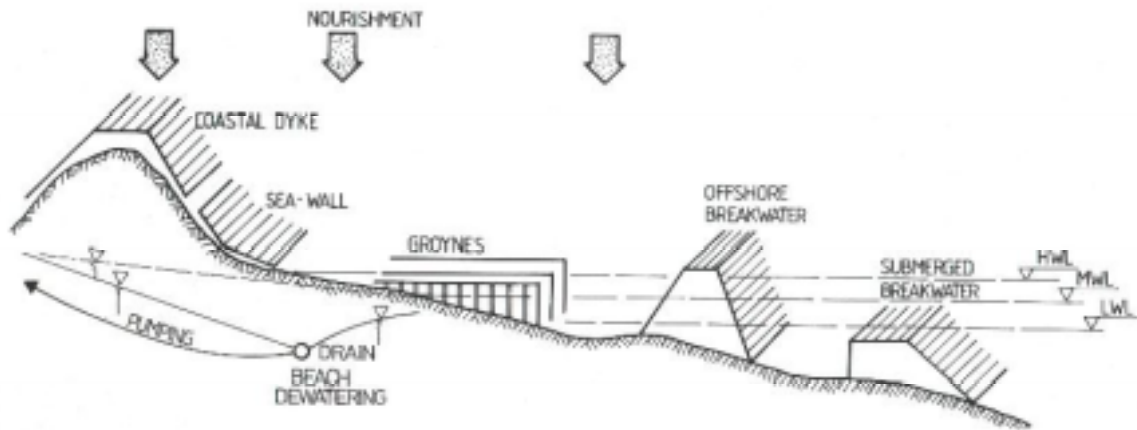 NOURISHMENT
COASTAL DYKE
SEA-WALL
OFFSHORE
BREAKWATER
GROYNES
SUBMERGED
BREAKWATER
HWL
MWL
LWL
PUMPING
DRAIN
BEACH
DEWATERING